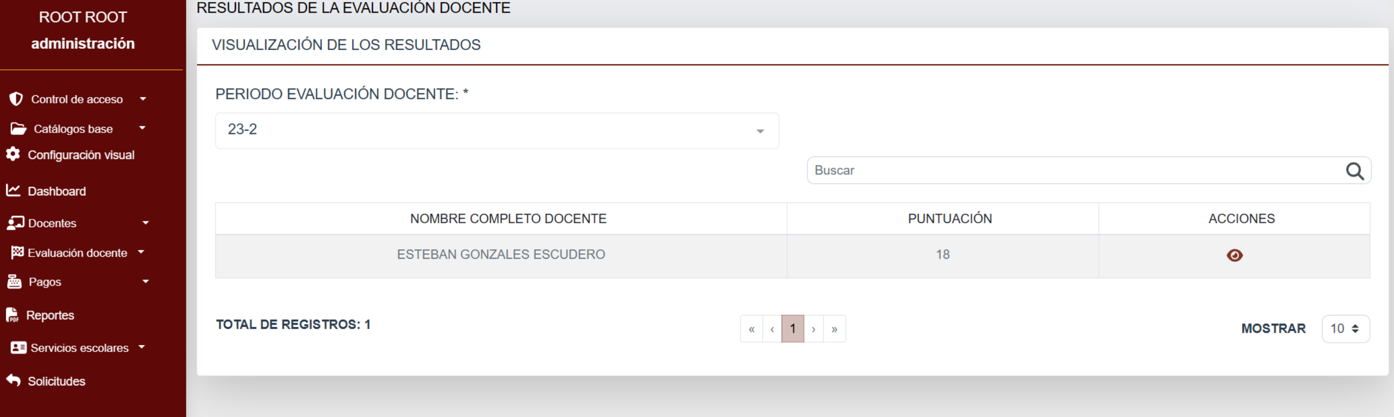 ROOT ROOT
administración
Control de acceso
Catálogos base
Configuración visual
Dashboard
Docentes
Evaluación docente
Pagos
Reportes
Servicios escolares
Solicitudes
RESULTADOS DE LA EVALUACIÓN DOCENTE
VISUALIZACIÓN DE LOS RESULTADOS
PERIODO EVALUACIÓN DOCENTE: *
23-2
Buscar
NOMBRE COMPLETO DOCENTE PUNTUACIÓN ACCIONES
ESTEBAN GONZALES ESCUDERO 18
TOTAL DE REGISTROS: 1 « ‹ 1 › » MOSTRAR 10